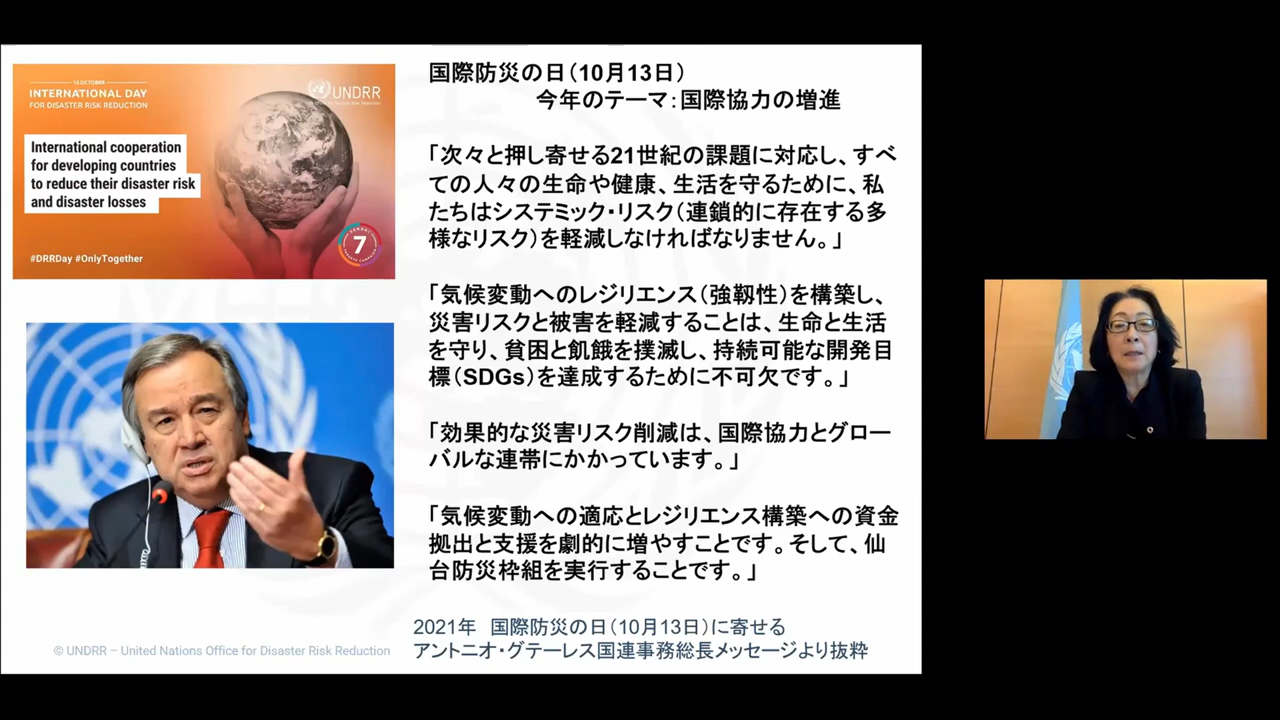 13 OCTOBER
INTERNATIONAL DAY
FOR DISASTER RISK REDUCTION
UNDRR
International cooperation
for developing countries
to reduce their disaster risk
and disaster losses
7
#DRRDay #OnlyTogether
国際防災の日(10月13日)
今年のテーマ:国際協力の増進
「次々と押し寄せる21世紀の課題に対応し、すべ
ての人々の生命や健康、生活を守るために、私
たちはシステミック・リスク(連鎖的に存在する多
様なリスク)を軽減しなければなりません。」
「気候変動へのレジリエンス(強靱性)を構築し、
災害リスクと被害を軽減することは、生命と生活
を守り、貧困と飢餓を撲滅し、持続可能な開発目
標(SDGs)を達成するために不可欠です。」
「効果的な災害リスク削減は、国際協力とグロー
バルな連帯にかかっています。」
「気候変動への適応とレジリエンス構築への資金
拠出と支援を劇的に増やすことです。そして、仙
台防災枠組を実行することです。」
2021年 国際防災の日(10月13日)に寄せる
アントニオ・グテーレス国連事務総長メッセージより抜粋
© UNDRR – United Nations Office for Disaster Risk Reduction